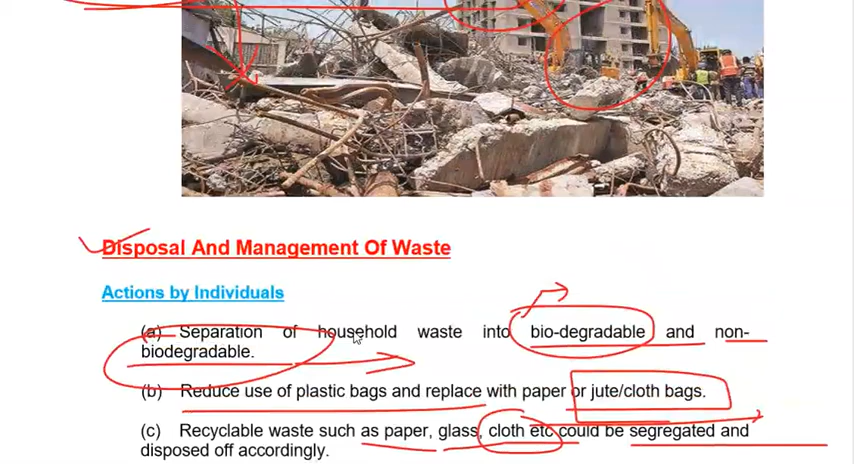 Disposal And Management Of Waste
Actions by Individuals
(a) Separation of household waste into bio-degradable and non-
biodegradable.
(b) Reduce use of plastic bags and replace with paper or jute/cloth bags.
(c) Recyclable waste such as paper, glass, cloth etc could be segregated and
disposed off accordingly.